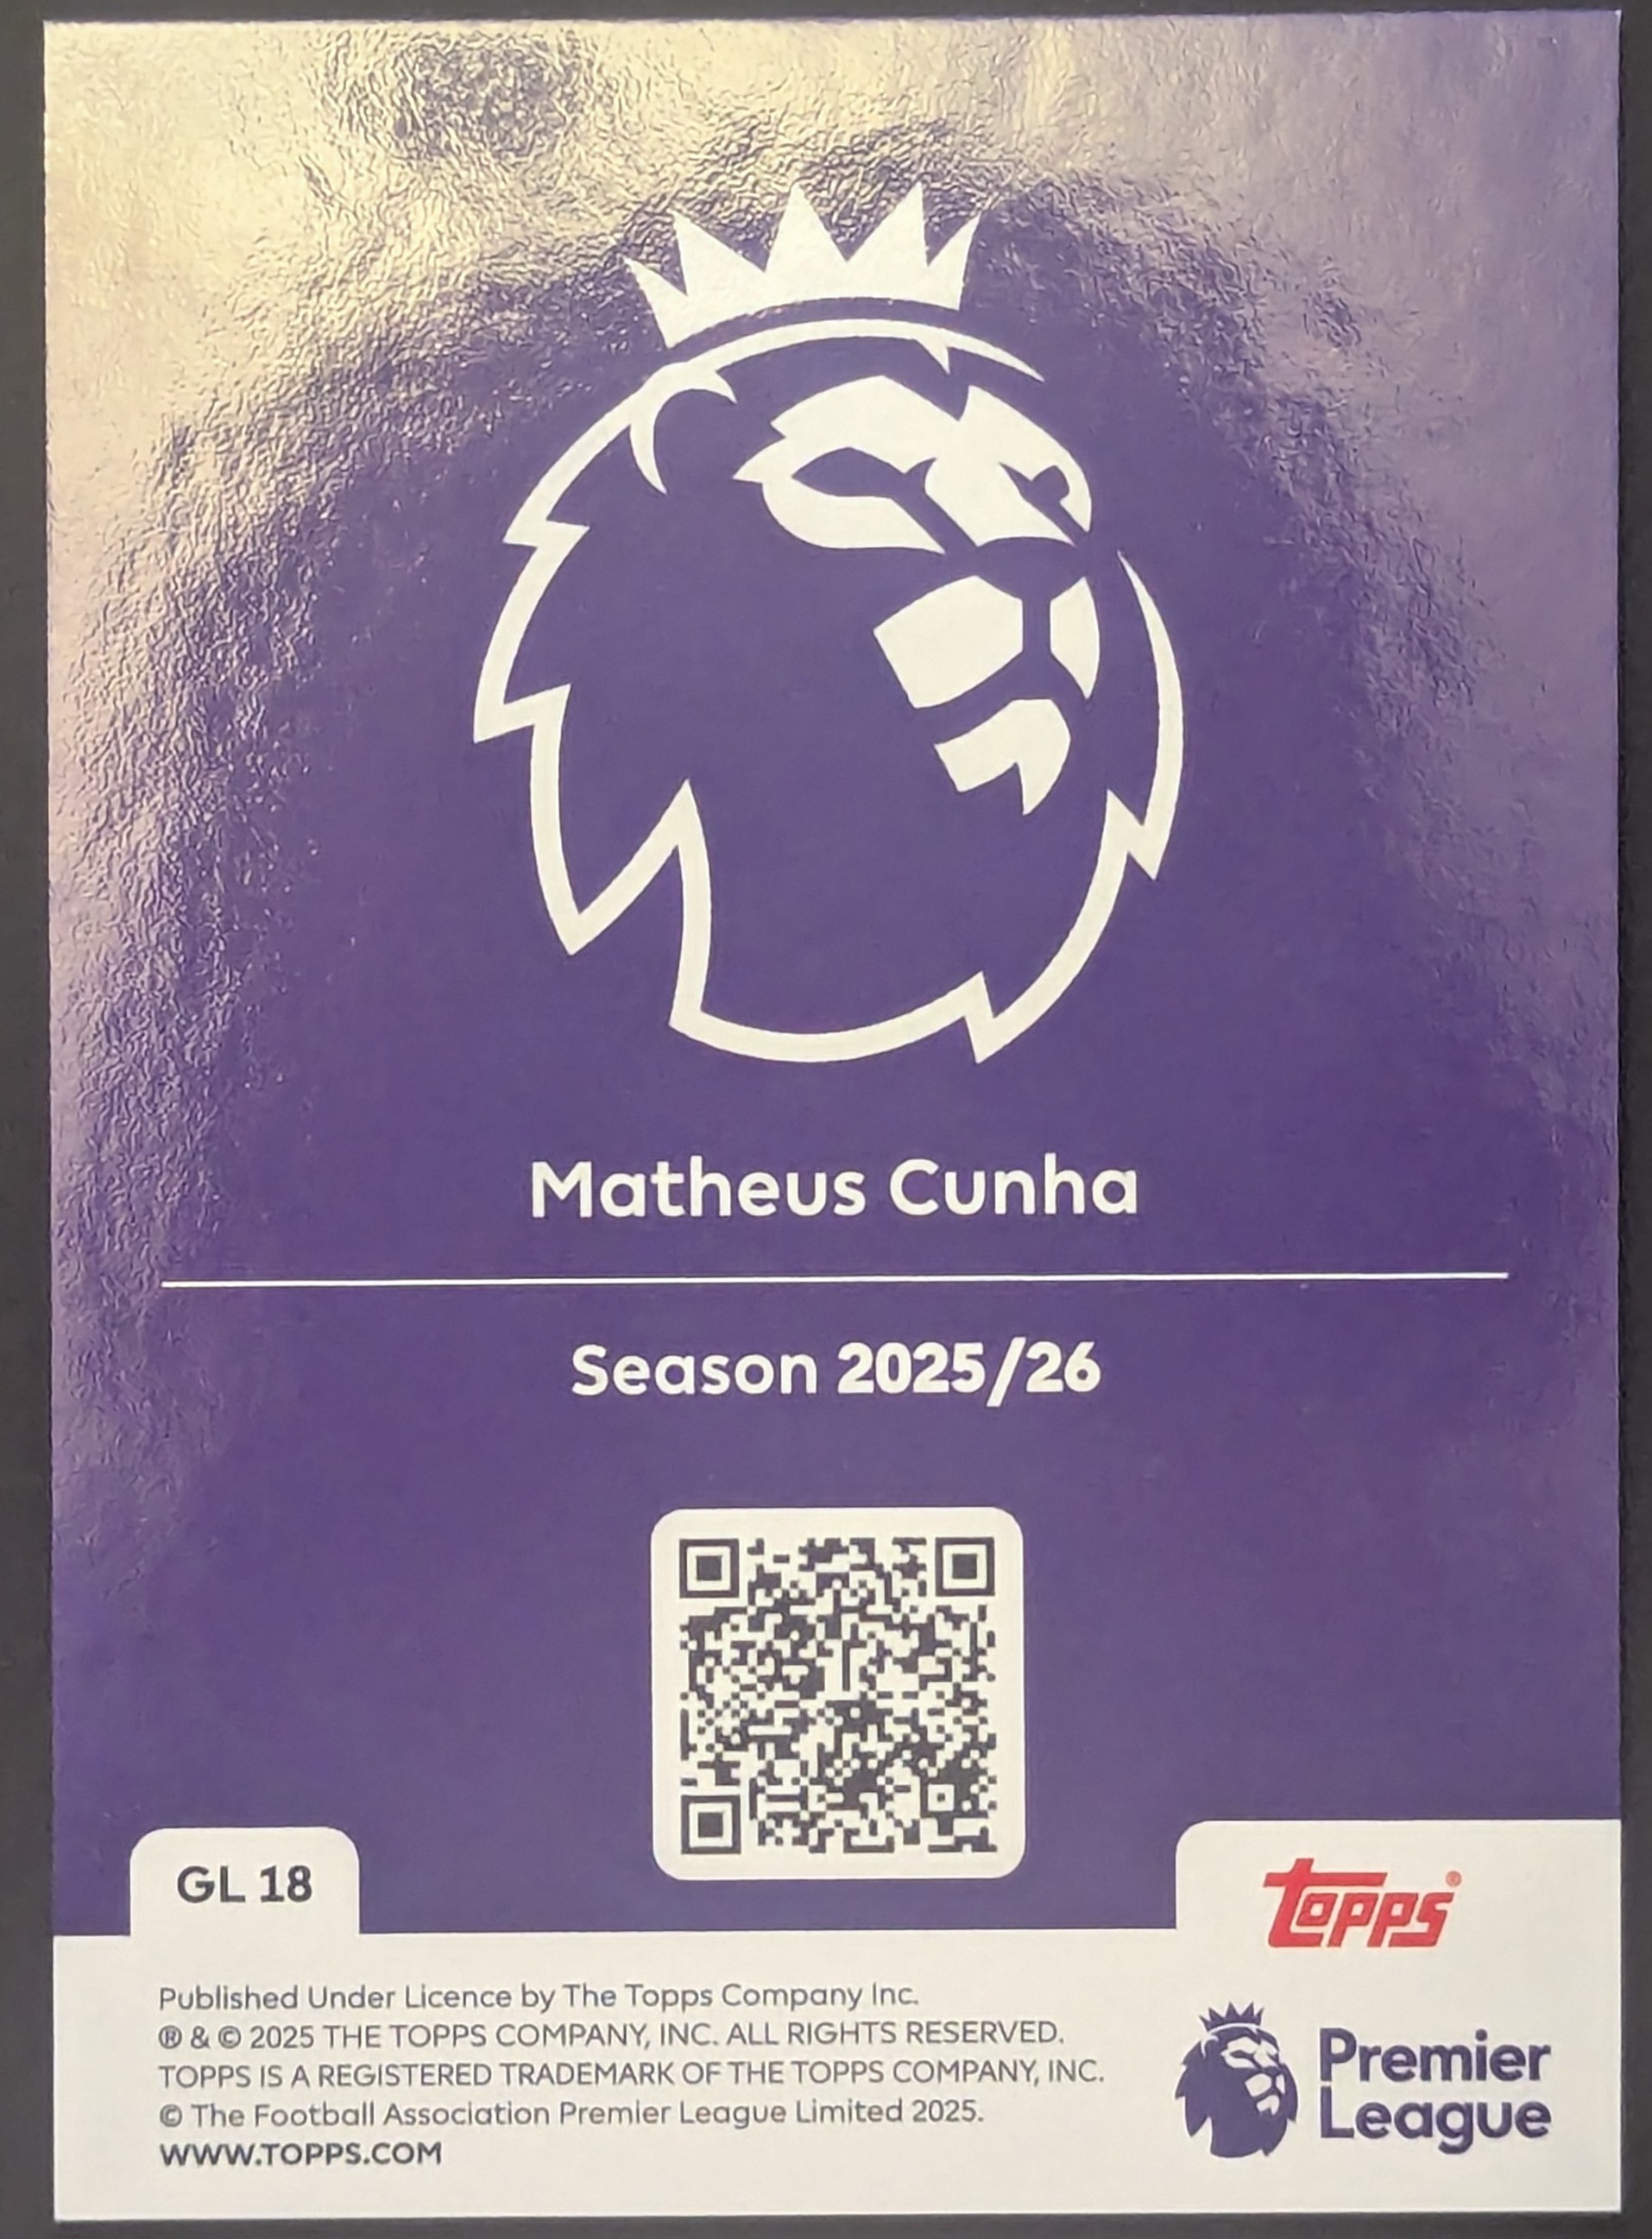 Matheus Cunha
Season 2025/26
GL 18
topps®
Published Under Licence by The Topps Company Inc.
® & © 2025 THE TOPPS COMPANY, INC. ALL RIGHTS RESERVED.
TOPPS IS A REGISTERED TRADEMARK OF THE TOPPS COMPANY, INC.
© The Football Association Premier League Limited 2025.
WWW.TOPPS.COM
Premier
League